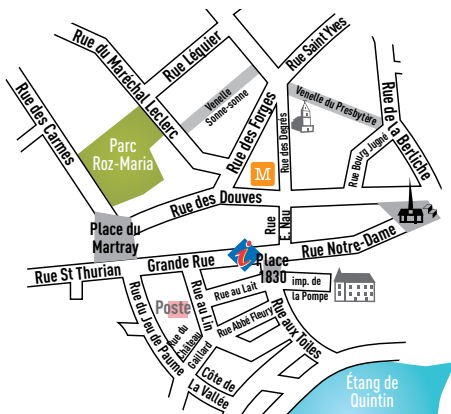 Rue Léquier
Rue Saint Yves
Rue du Maréchal Leclerc
Venelle
Sonne-sonne
Venelle du Presbytère
Rue des Carmes
Rue des Forges
Rue des Degrés
Rue de la Berliche
Parc
Roz-Maria
M
Rue Bourg Jugné
Rue des Douves
Place du
Martray
Rue
E. Nau
Rue Notre-Dame
Rue St Thurian
Grande Rue
i
Place
1830
imp. de
la Pompe
Rue du Jeu de Paume
Poste
Rue au Lin
Rue au Lait
Rue du
Château
Gaillard
Rue Abbé Fleury
Rue aux Toiles
Côte de
La Vallée
Étang de
Quintin